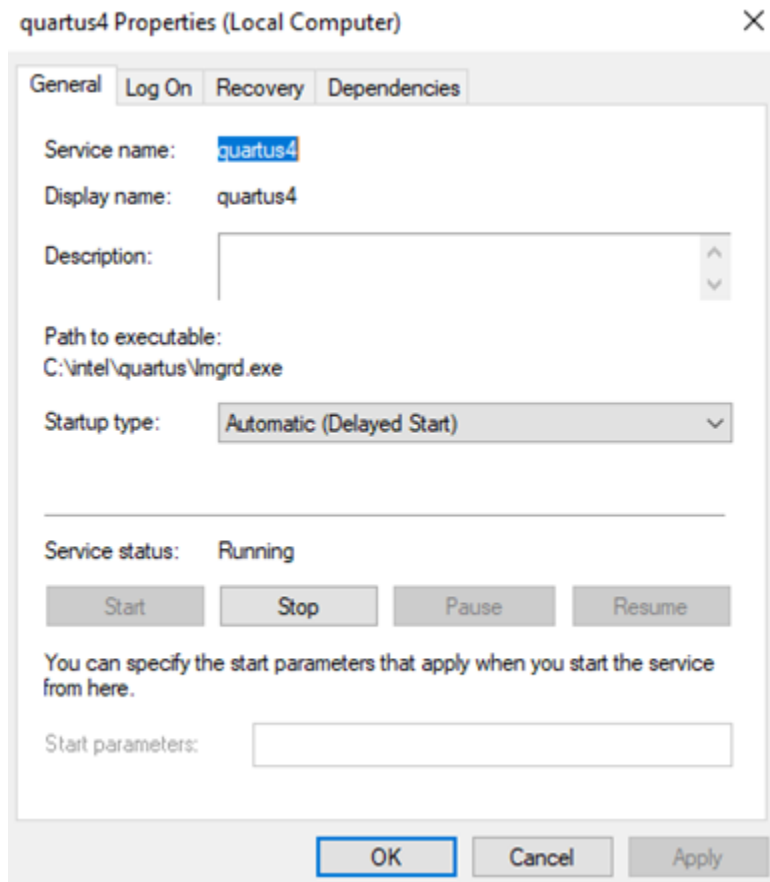 quartus4 Properties (Local Computer)
General Log On Recovery Dependencies
Service name: quartus4
Display name: quartus4
Description:
Path to executable:
C:\intel\quartus\lmgrd.exe
Startup type: Automatic (Delayed Start)
Service status: Running
Start Stop Pause Resume
You can specify the start parameters that apply when you start the service
from here.
Start parameters:
OK Cancel Apply